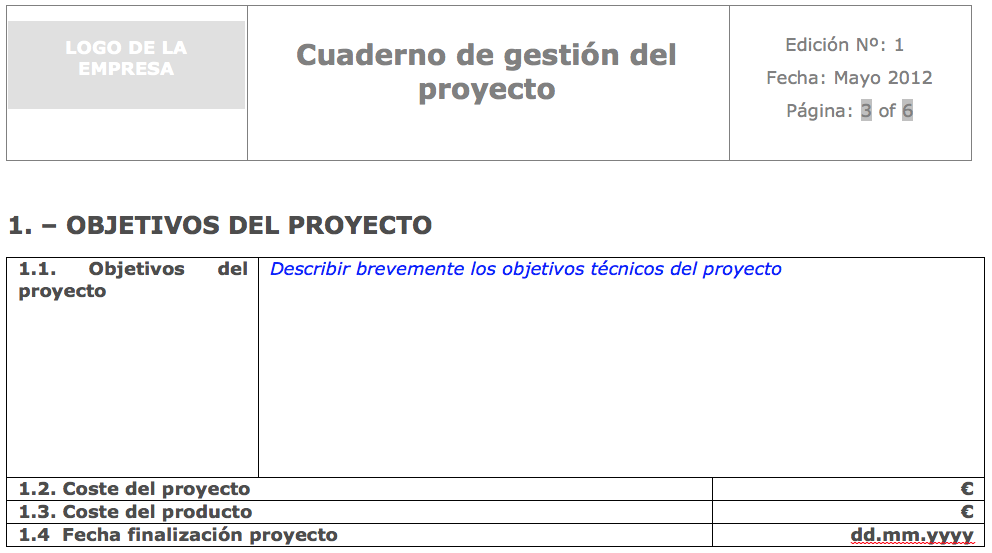 LOGO DE LA
EMPRESA
Cuaderno de gestión del
proyecto
Edición Nº: 1
Fecha: Mayo 2012
Página: 3 of 6
1. – OBJETIVOS DEL PROYECTO
1.1. Objetivos del
proyecto
Describir brevemente los objetivos técnicos del proyecto
1.2. Coste del proyecto €
1.3. Coste del producto €
1.4 Fecha finalización proyecto dd.mm.yyyy